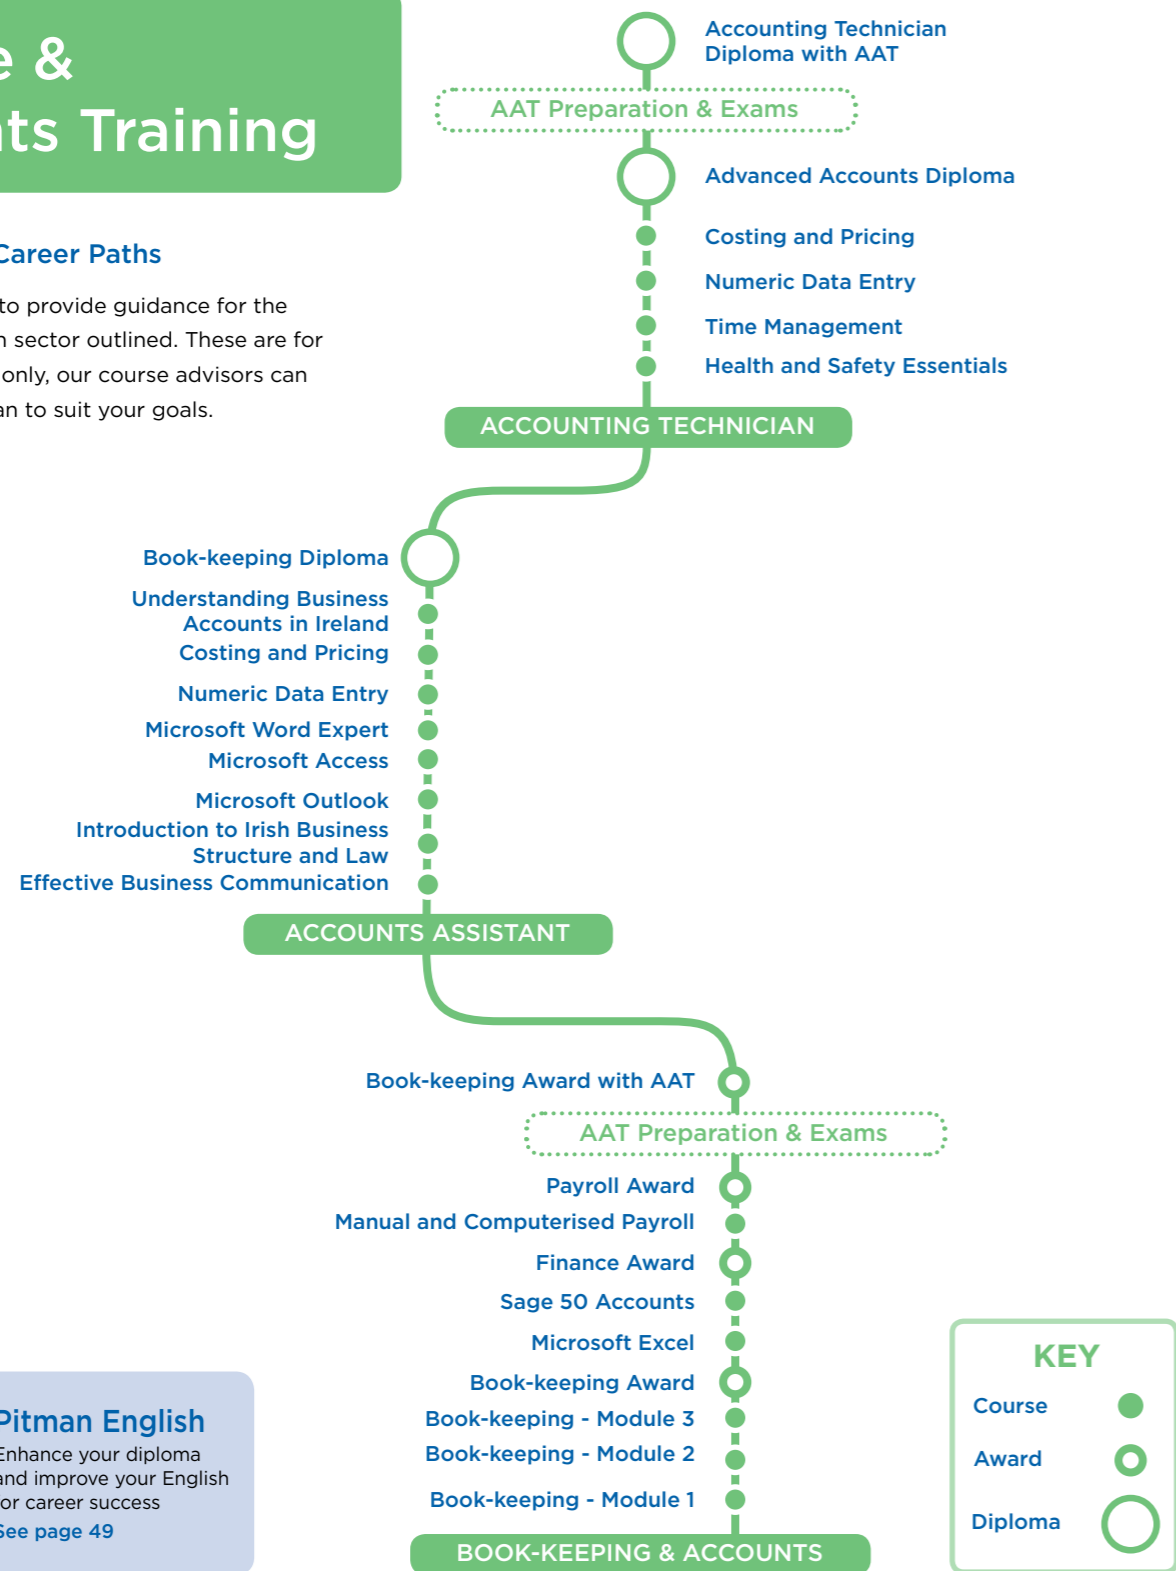 e &
ts Training
Career Paths
to provide guidance for the
sector outlined. These are for
only, our course advisors can
to suit your goals.
Accounting Technician
Diploma with AAT
AAT Preparation & Exams
Advanced Accounts Diploma
Costing and Pricing
Numeric Data Entry
Time Management
Health and Safety Essentials
ACCOUNTING TECHNICIAN
Book-keeping Diploma
Understanding Business
Accounts in Ireland
Costing and Pricing
Numeric Data Entry
Microsoft Word Expert
Microsoft Access
Microsoft Outlook
Introduction to Irish Business
Structure and Law
Effective Business Communication
ACCOUNTS ASSISTANT
Book-keeping Award with AAT
AAT Preparation & Exams
Payroll Award
Manual and Computerised Payroll
Finance Award
Sage 50 Accounts
Microsoft Excel
Book-keeping Award
Book-keeping - Module 3
Book-keeping - Module 2
Book-keeping - Module 1
BOOK-KEEPING & ACCOUNTS
Pitman English
Enhance your diploma
and improve your English
for career success
See page 49
KEY
Course
Award
Diploma